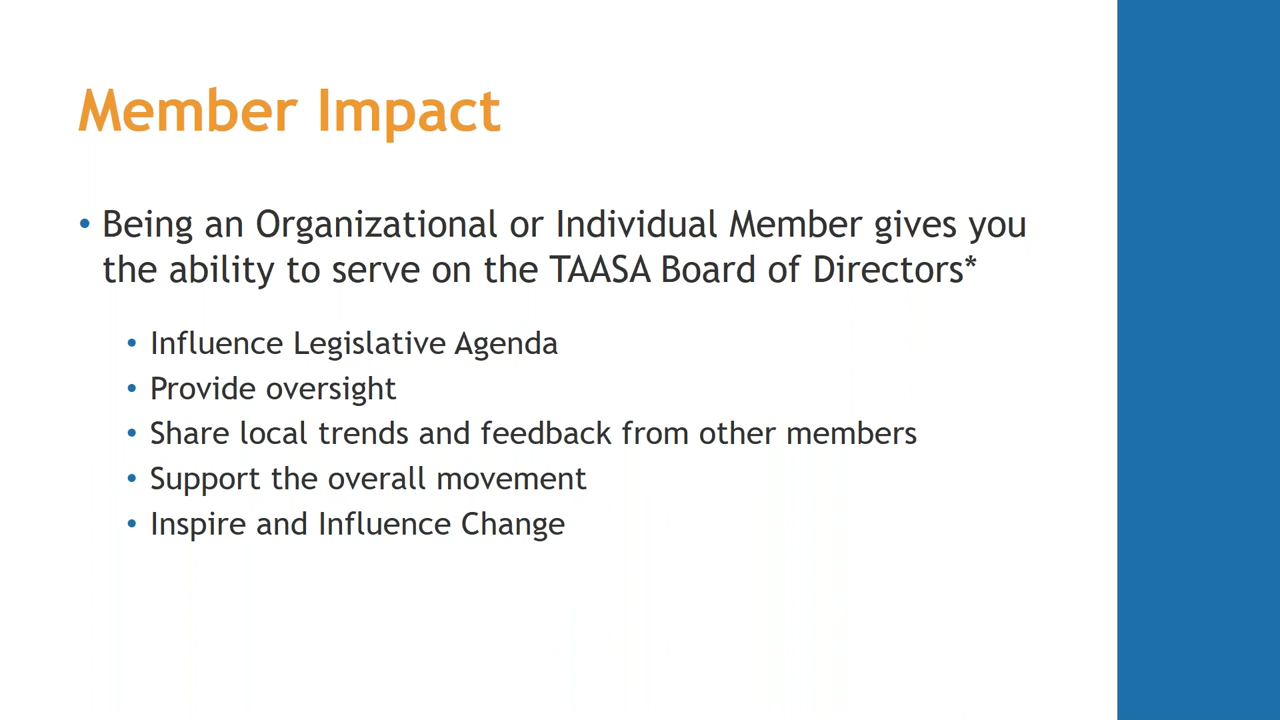 Member Impact
• Being an Organizational or Individual Member gives you
the ability to serve on the TAASA Board of Directors*
• Influence Legislative Agenda
• Provide oversight
• Share local trends and feedback from other members
• Support the overall movement
• Inspire and Influence Change